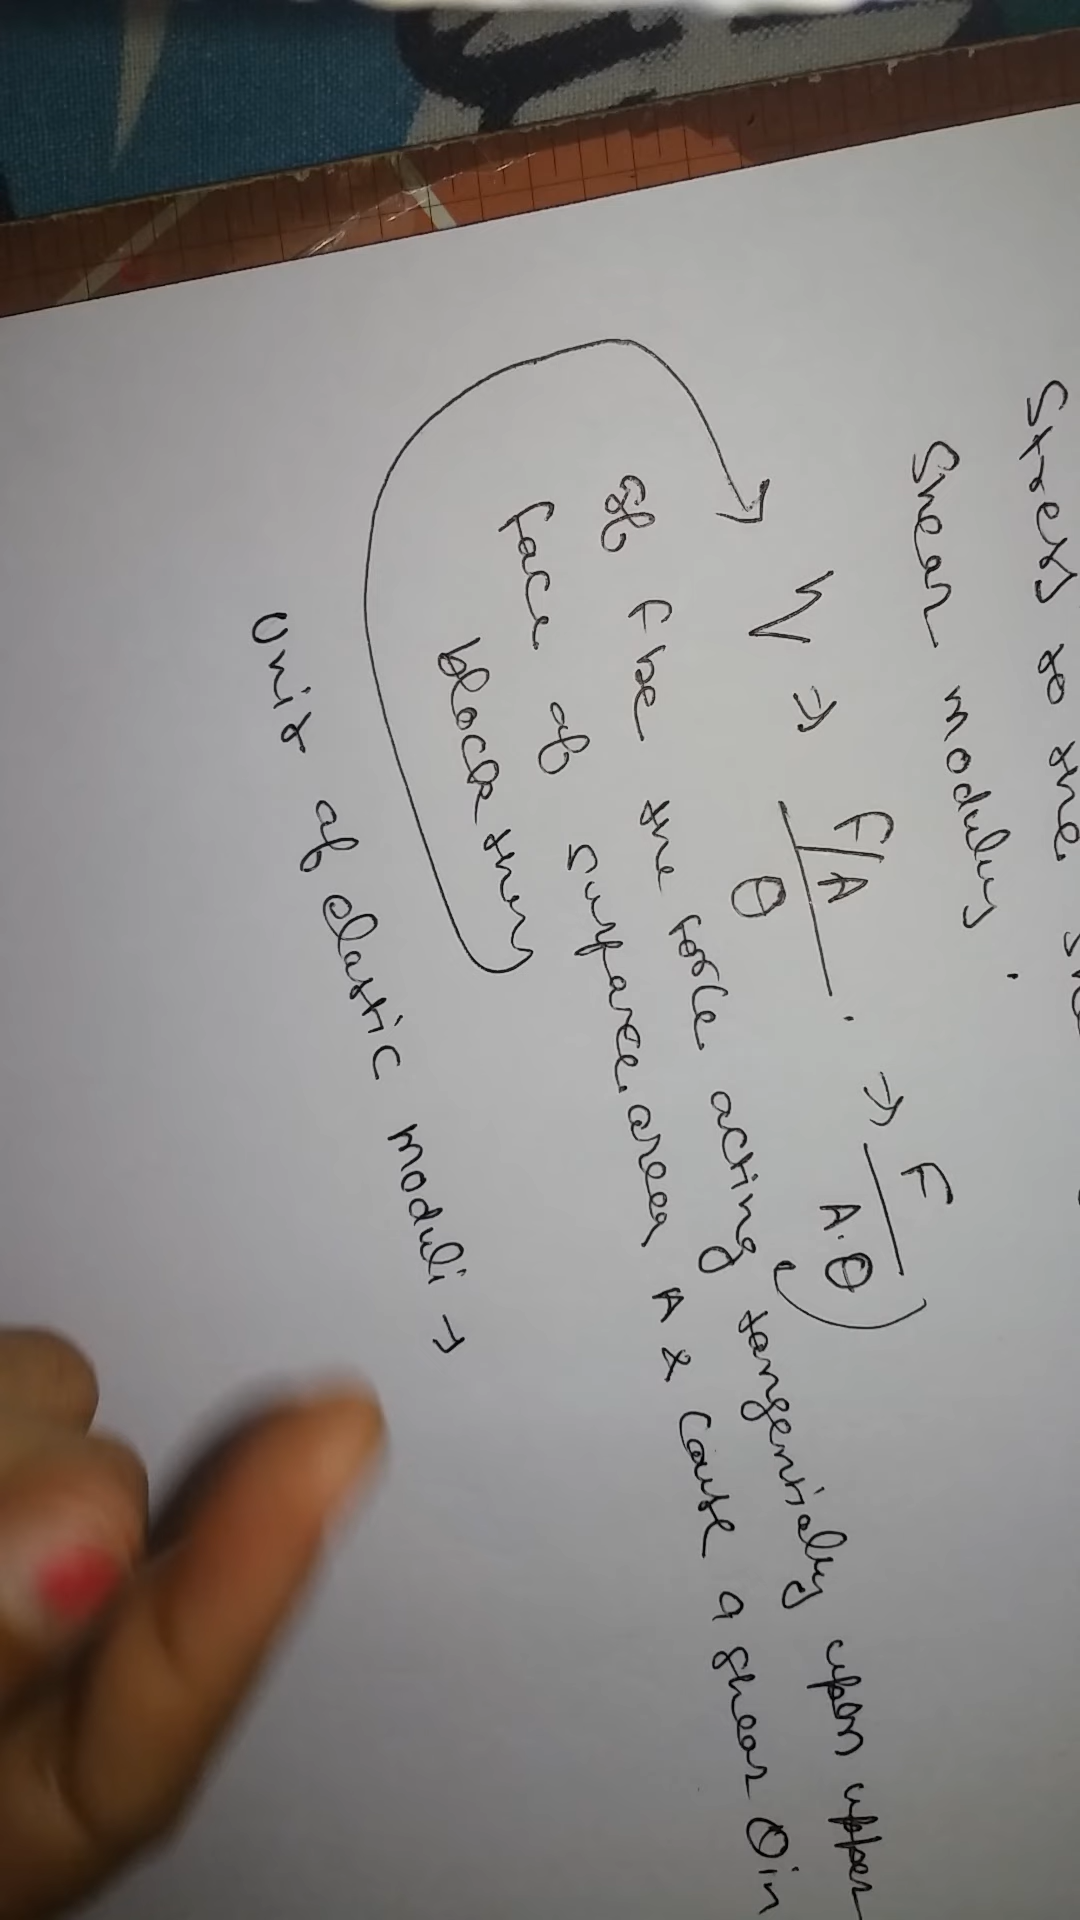 Stress to the
Shear modulus.
η → F/A / θ . → F / A.θ
If F be the force acting tangentially upon upper
face of surface area A & cause a shear θ in
block then
Unit of elastic moduli →